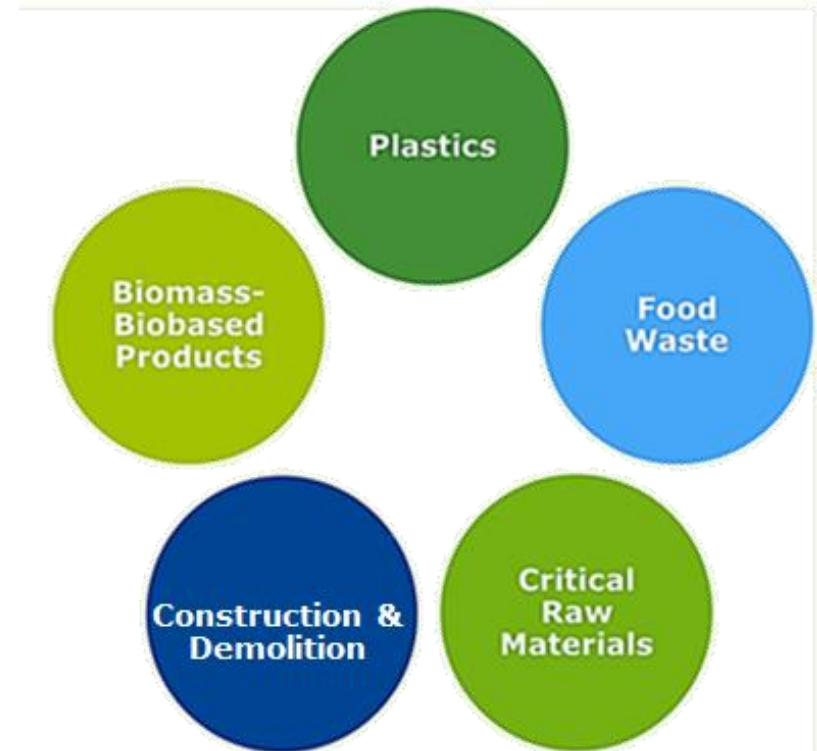 Plastics
Food
Waste
Critical
Raw
Materials
Construction &
Demolition
Biomass-
Biobased
Products